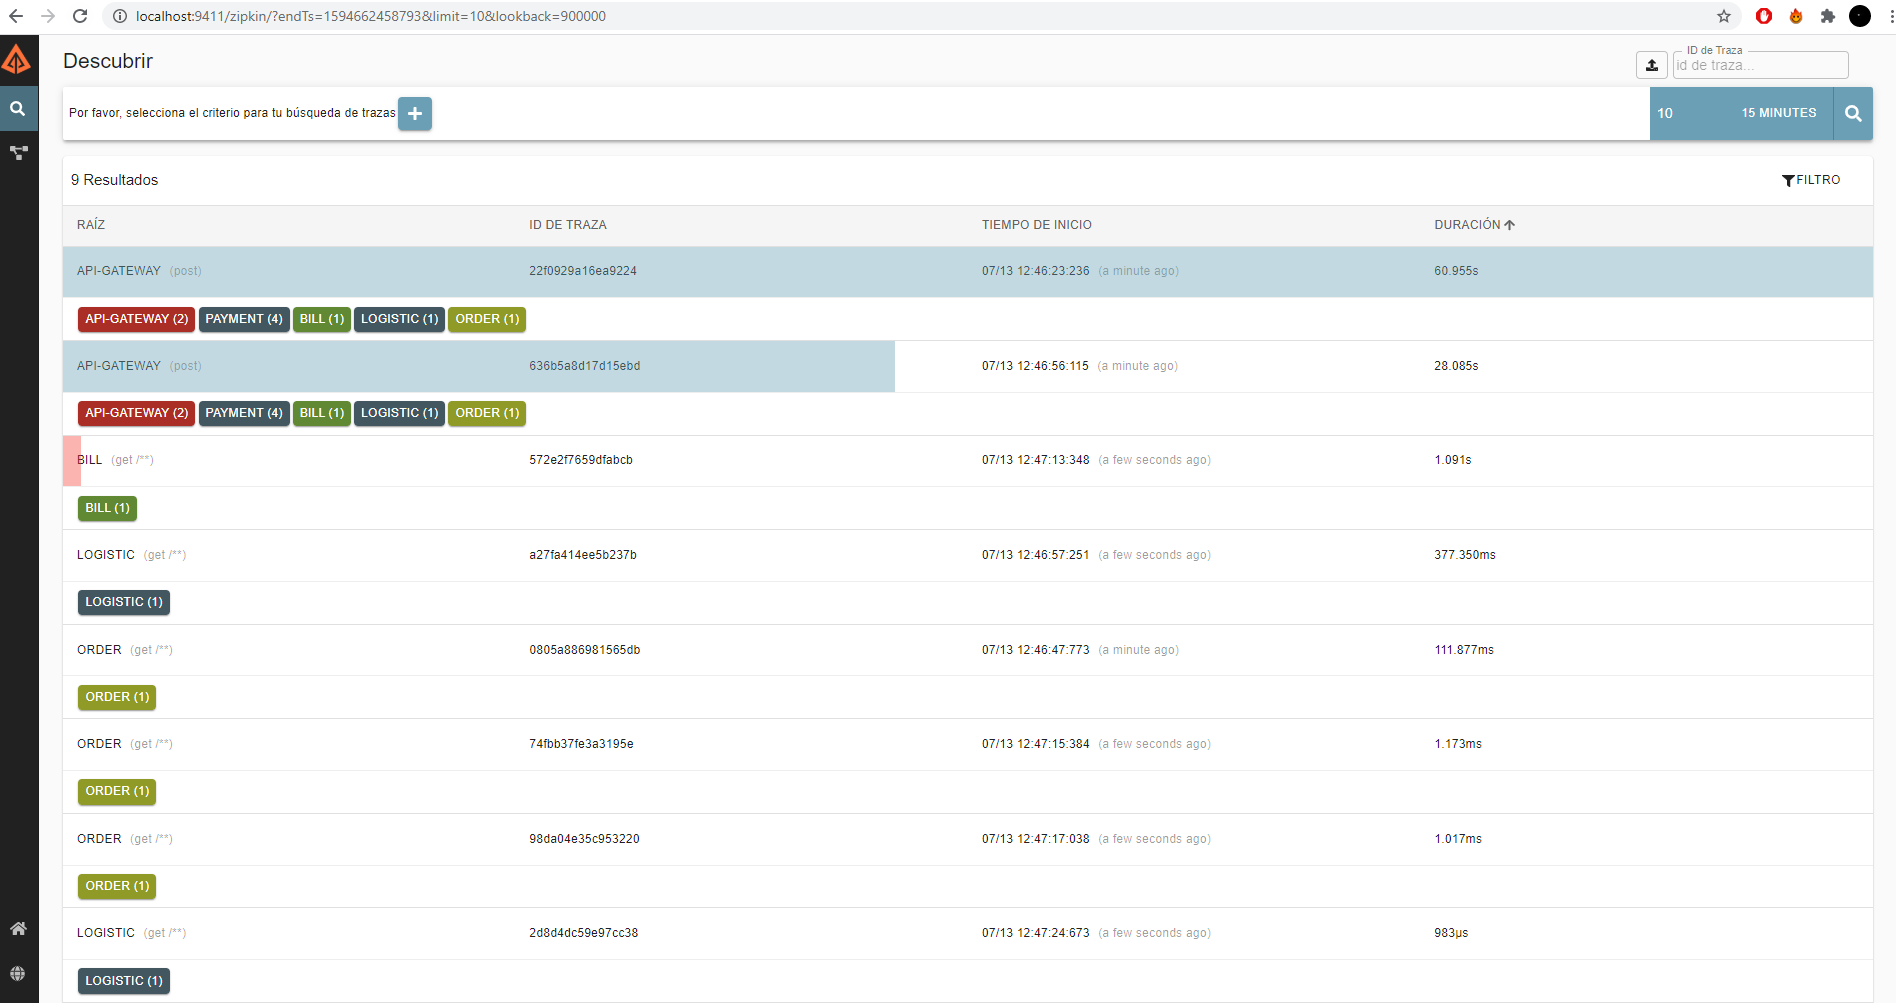 localhost:9411/zipkin/?endTs=1594662458793&limit=10&lookback=900000
Descubrir
ID de Traza
id de traza...
Por favor, selecciona el criterio para tu búsqueda de trazas
10 15 MINUTES
9 Resultados FILTRO
RAÍZ ID DE TRAZA TIEMPO DE INICIO DURACIÓN
API-GATEWAY (post) 22f0929a16ea9224 07/13 12:46:23:236 (a minute ago) 60.955s
API-GATEWAY (2) PAYMENT (4) BILL (1) LOGISTIC (1) ORDER (1)
API-GATEWAY (post) 636b5a8d17d15ebd 07/13 12:46:56:115 (a minute ago) 28.085s
API-GATEWAY (2) PAYMENT (4) BILL (1) LOGISTIC (1) ORDER (1)
BILL (get /**) 572e2f7659dfabcb 07/13 12:47:13:348 (a few seconds ago) 1.091s
BILL (1)
LOGISTIC (get /**) a27fa414ee5b237b 07/13 12:46:57:251 (a few seconds ago) 377.350ms
LOGISTIC (1)
ORDER (get /**) 0805a886981565db 07/13 12:46:47:773 (a minute ago) 111.877ms
ORDER (1)
ORDER (get /**) 74fbb37fe3a3195e 07/13 12:47:15:384 (a few seconds ago) 1.173ms
ORDER (1)
ORDER (get /**) 98da04e35c953220 07/13 12:47:17:038 (a few seconds ago) 1.017ms
ORDER (1)
LOGISTIC (get /**) 2d8d4dc59e97cc38 07/13 12:47:24:673 (a few seconds ago) 983μs
LOGISTIC (1)